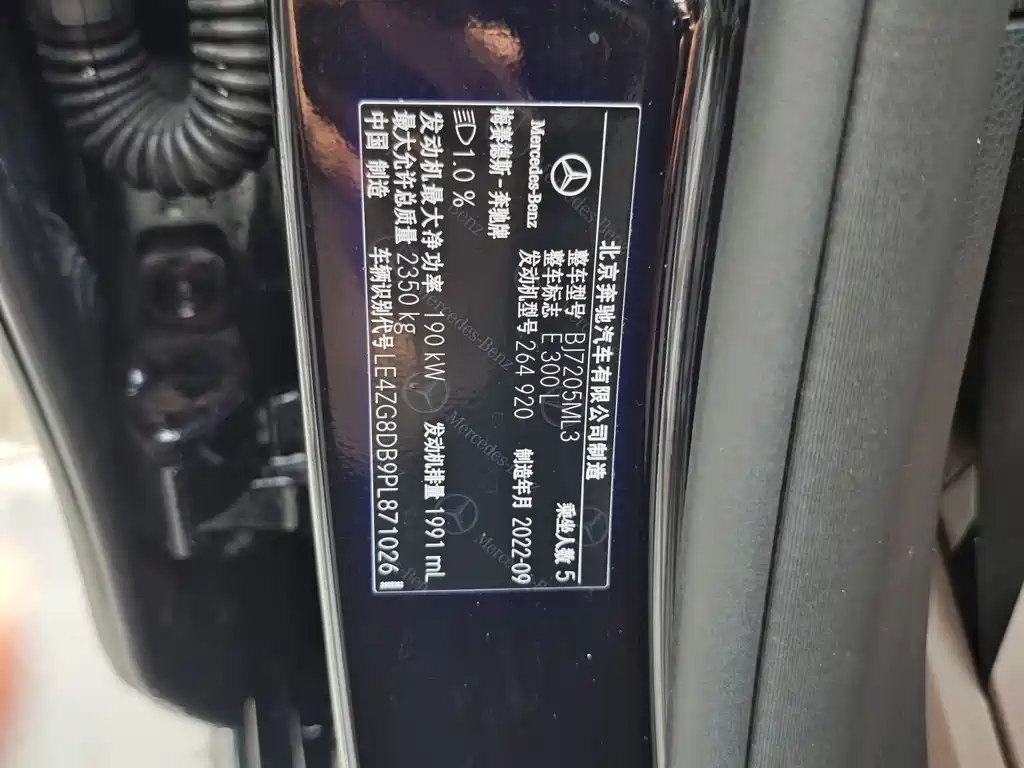 北京奔驰汽车有限公司制造
Mercedes-Benz
整车型号 BJ7205ML3 乘坐人数 5
整车标志 E 300 L
发动机型号 264 920 制造年月 2022-09
梅赛德斯-奔驰牌
1.0 %
发动机最大净功率 190 kW 发动机排量 1991 mL
最大允许总质量 2350 kg
中国 制造 车辆识别代号 LE4ZG8DB9PL871026